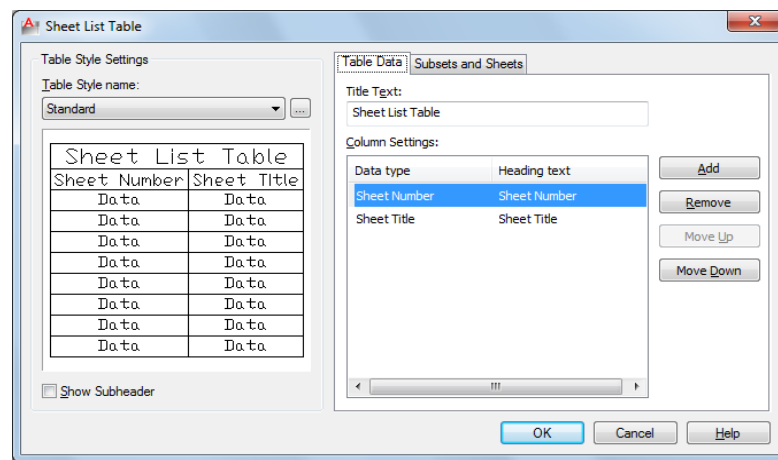 Sheet List Table
Table Style Settings
Table Style name:
Standard
...
Sheet List Table
Sheet Number Sheet Title
Data Data
Data Data
Data Data
Data Data
Data Data
Data Data
Data Data
Data Data
Show Subheader
Table Data Subsets and Sheets
Title Text:
Sheet List Table
Column Settings:
Data type Heading text
Sheet Number Sheet Number
Sheet Title Sheet Title
Add
Remove
Move Up
Move Down
OK Cancel Help